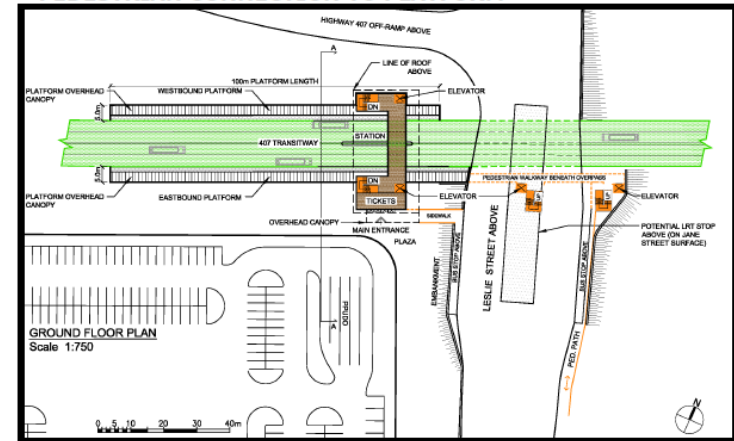 HIGHWAY 407 OFF-RAMP ABOVE
A
LINE OF ROOF
ABOVE
100m PLATFORM LENGTH
PLATFORM OVERHEAD
CANOPY
WESTBOUND PLATFORM
ELEVATOR
DN
5.0m
STATION
407 TRANSITWAY
5.0m
DN
PEDESTRIAN WALKWAY BENEATH OVERPASS
PLATFORM OVERHEAD
CANOPY
EASTBOUND PLATFORM
ELEVATOR
ELEVATOR
TICKETS
UP
UP
OVERHEAD CANOPY
SIDEWALK
MAIN ENTRANCE
PLAZA
POTENTIAL LRT STOP
ABOVE (ON JANE
STREET SURFACE)
EMBANKMENT
BUS STOP ABOVE
LESLIE STREET ABOVE
BUS STOP ABOVE
PPUDO
A
PED. PATH
GROUND FLOOR PLAN
Scale 1:750
0 5 10 20 30 40m
N